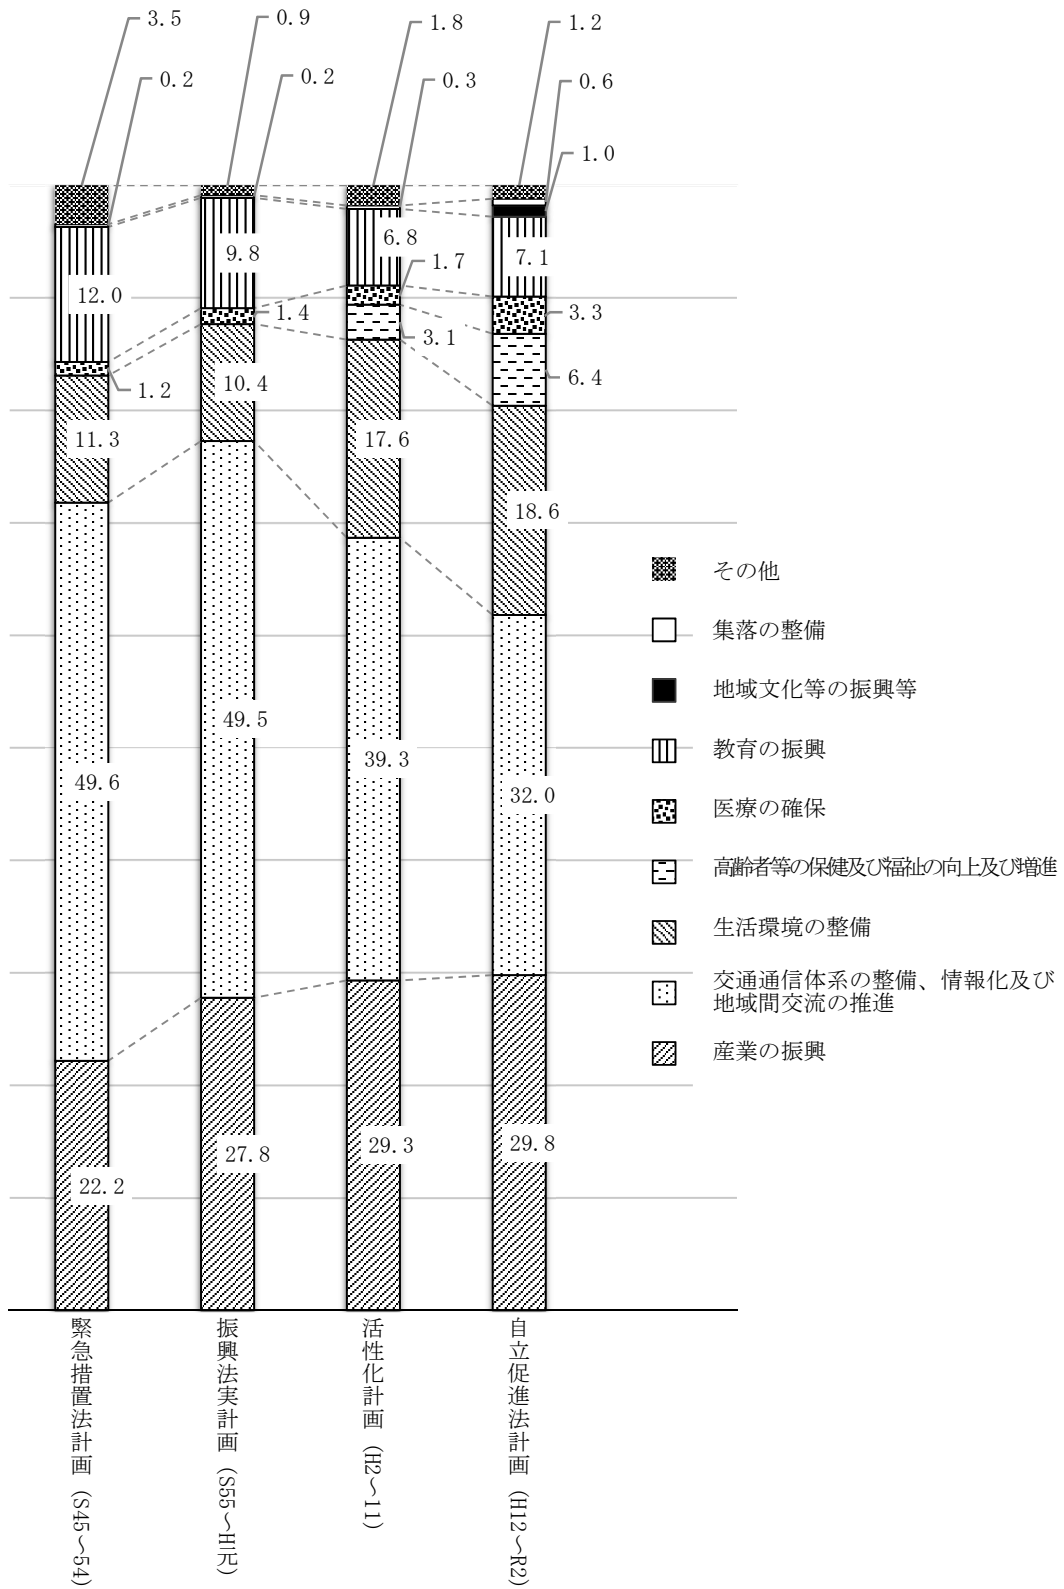 3.5
0.9
1.8
1.2
0.2
0.2
0.3
0.6
1.0
12.0
9.8
6.8
7.1
1.7
1.2
1.4
3.1
3.3
6.4
11.3
10.4
17.6
18.6
49.6
49.5
39.3
32.0
22.2
27.8
29.3
29.8
その他
集落の整備
地域文化等の振興等
教育の振興
医療の確保
高齢者等の保健及び福祉の向上及び増進
生活環境の整備
交通通信体系の整備、情報化及び
地域間交流の推進
産業の振興
緊急措置法計画（S45～54）
振興法実計画（S55～H元）
活性化計画（H2～11）
自立促進法計画（H12～R2）